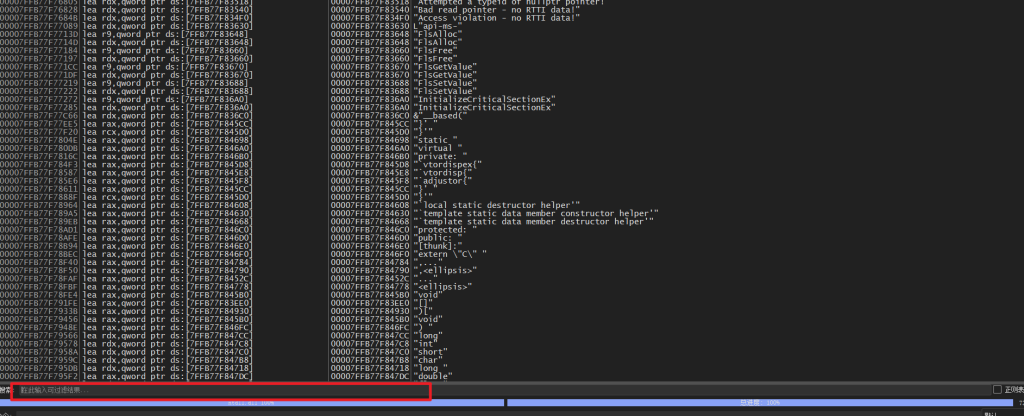 00007FFB77F76805 lea rdx,qword ptr ds:[7FFB77F83518] 00007FFB77F83518 "Attempted a typeid of nullptr pointer!"
00007FFB77F76828 lea rdx,qword ptr ds:[7FFB77F83540] 00007FFB77F83540 "Bad read pointer - no RTTI data!"
00007FFB77F7684F lea rdx,qword ptr ds:[7FFB77F834F0] 00007FFB77F834F0 "Access violation - no RTTI data!"
00007FFB77F77089 lea rdx,qword ptr ds:[7FFB77F83630] 00007FFB77F83630 L"api-ms-"
00007FFB77F7713D lea r9,qword ptr ds:[7FFB77F83648] 00007FFB77F83648 "FlsAlloc"
00007FFB77F7714D lea rdx,qword ptr ds:[7FFB77F83648] 00007FFB77F83648 "FlsAlloc"
00007FFB77F77184 lea r9,qword ptr ds:[7FFB77F83660] 00007FFB77F83660 "FlsFree"
00007FFB77F77197 lea rdx,qword ptr ds:[7FFB77F83660] 00007FFB77F83660 "FlsFree"
00007FFB77F771CC lea r9,qword ptr ds:[7FFB77F83670] 00007FFB77F83670 "FlsGetValue"
00007FFB77F771DF lea rdx,qword ptr ds:[7FFB77F83670] 00007FFB77F83670 "FlsGetValue"
00007FFB77F77219 lea r9,qword ptr ds:[7FFB77F83688] 00007FFB77F83688 "FlsSetValue"
00007FFB77F77222 lea rdx,qword ptr ds:[7FFB77F83688] 00007FFB77F83688 "FlsSetValue"
00007FFB77F77272 lea r9,qword ptr ds:[7FFB77F836A0] 00007FFB77F836A0 "InitializeCriticalSectionEx"
00007FFB77F77285 lea rdx,qword ptr ds:[7FFB77F836A0] 00007FFB77F836A0 "InitializeCriticalSectionEx"
00007FFB77F77C66 lea rdx,qword ptr ds:[7FFB77F836C0] 00007FFB77F836C0 &"__based("
00007FFB77F77EE5 lea rax,qword ptr ds:[7FFB77F845CC] 00007FFB77F845CC "}' "
00007FFB77F77F20 lea rcx,qword ptr ds:[7FFB77F845D0] 00007FFB77F845D0 "}'"
00007FFB77F7804E lea rax,qword ptr ds:[7FFB77F84698] 00007FFB77F84698 "static "
00007FFB77F780DB lea rax,qword ptr ds:[7FFB77F846A0] 00007FFB77F846A0 "virtual "
00007FFB77F7816C lea rax,qword ptr ds:[7FFB77F846B0] 00007FFB77F846B0 "private: "
00007FFB77F784F3 lea rax,qword ptr ds:[7FFB77F845D8] 00007FFB77F845D8 "`vtordispex{"
00007FFB77F78587 lea rax,qword ptr ds:[7FFB77F845E8] 00007FFB77F845E8 "`vtordisp{"
00007FFB77F785E6 lea rax,qword ptr ds:[7FFB77F845F8] 00007FFB77F845F8 "`adjustor{"
00007FFB77F78611 lea rax,qword ptr ds:[7FFB77F845CC] 00007FFB77F845CC "}' "
00007FFB77F7888F lea rcx,qword ptr ds:[7FFB77F845D0] 00007FFB77F845D0 "}'"
00007FFB77F78964 lea rax,qword ptr ds:[7FFB77F84608] 00007FFB77F84608 "`local static destructor helper'"
00007FFB77F789A5 lea rax,qword ptr ds:[7FFB77F84630] 00007FFB77F84630 "`template static data member constructor helper'"
00007FFB77F789EB lea rax,qword ptr ds:[7FFB77F84668] 00007FFB77F84668 "`template static data member destructor helper'"
00007FFB77F78AD1 lea rax,qword ptr ds:[7FFB77F846C0] 00007FFB77F846C0 "protected: "
00007FFB77F78AFE lea rax,qword ptr ds:[7FFB77F846D0] 00007FFB77F846D0 "public: "
00007FFB77F78B94 lea rax,qword ptr ds:[7FFB77F846E0] 00007FFB77F846E0 "[thunk]:"
00007FFB77F78BEC lea rax,qword ptr ds:[7FFB77F846F0] 00007FFB77F846F0 "extern \"C\" "
00007FFB77F78F40 lea rax,qword ptr ds:[7FFB77F84784] 00007FFB77F84784 ",..."
00007FFB77F78F50 lea rax,qword ptr ds:[7FFB77F84790] 00007FFB77F84790 ",<ellipsis>"
00007FFB77F78FAF lea rax,qword ptr ds:[7FFB77F8452C] 00007FFB77F8452C "..."
00007FFB77F78FBF lea rax,qword ptr ds:[7FFB77F84778] 00007FFB77F84778 "<ellipsis>"
00007FFB77F78FE4 lea rax,qword ptr ds:[7FFB77F845B0] 00007FFB77F845B0 "void"
00007FFB77F791FE lea rdx,qword ptr ds:[7FFB77F83EE0] 00007FFB77F83EE0 "[]"
00007FFB77F7933B lea rax,qword ptr ds:[7FFB77F84930] 00007FFB77F84930 ")["
00007FFB77F79456 lea rax,qword ptr ds:[7FFB77F845B0] 00007FFB77F845B0 "void"
00007FFB77F7948E lea rax,qword ptr ds:[7FFB77F846FC] 00007FFB77F846FC ") "
00007FFB77F79566 lea rax,qword ptr ds:[7FFB77F847CC] 00007FFB77F847CC "long"
00007FFB77F79578 lea rax,qword ptr ds:[7FFB77F847C8] 00007FFB77F847C8 "int"
00007FFB77F7958A lea rax,qword ptr ds:[7FFB77F847C0] 00007FFB77F847C0 "short"
00007FFB77F7959C lea rax,qword ptr ds:[7FFB77F847B8] 00007FFB77F847B8 "char"
00007FFB77F795DB lea rax,qword ptr ds:[7FFB77F84718] 00007FFB77F84718 "long "
00007FFB77F795F2 lea rax,qword ptr ds:[7FFB77F847DC] 00007FFB77F847DC "double"
搜索: 在此输入可过滤结果 正则表
100% 总进度: 100%
默认